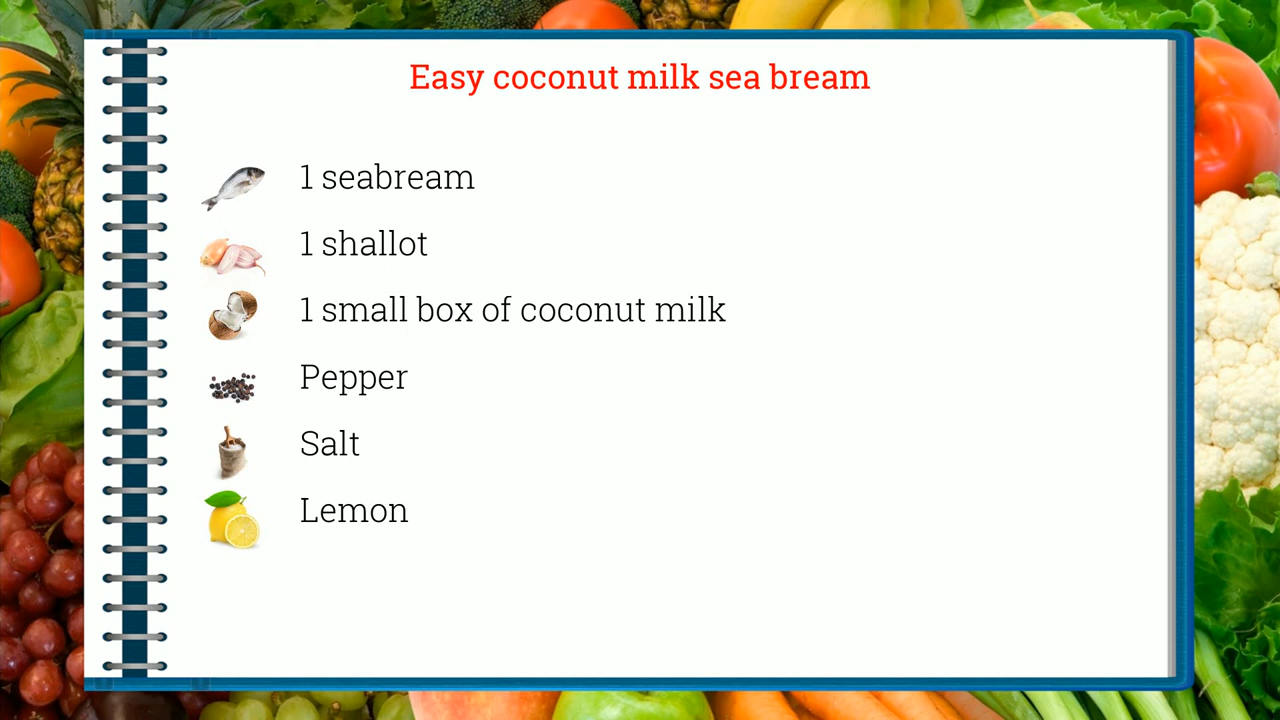 Easy coconut milk sea bream
1 seabream
1 shallot
1 small box of coconut milk
Pepper
Salt
Lemon